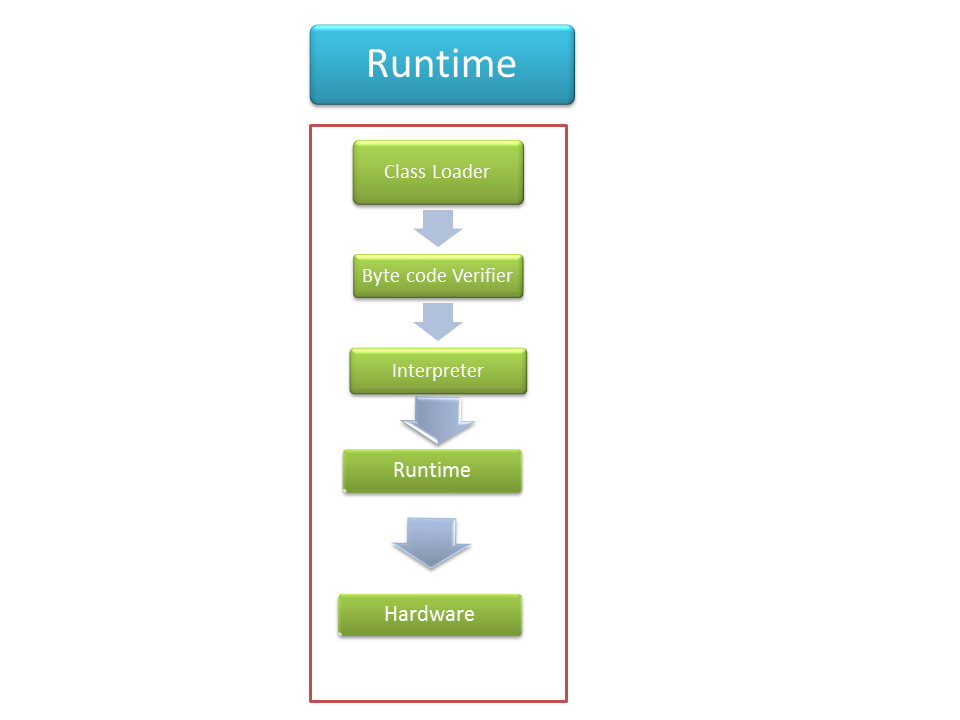 Runtime
Class Loader
Byte code Verifier
Interpreter
Runtime
Hardware